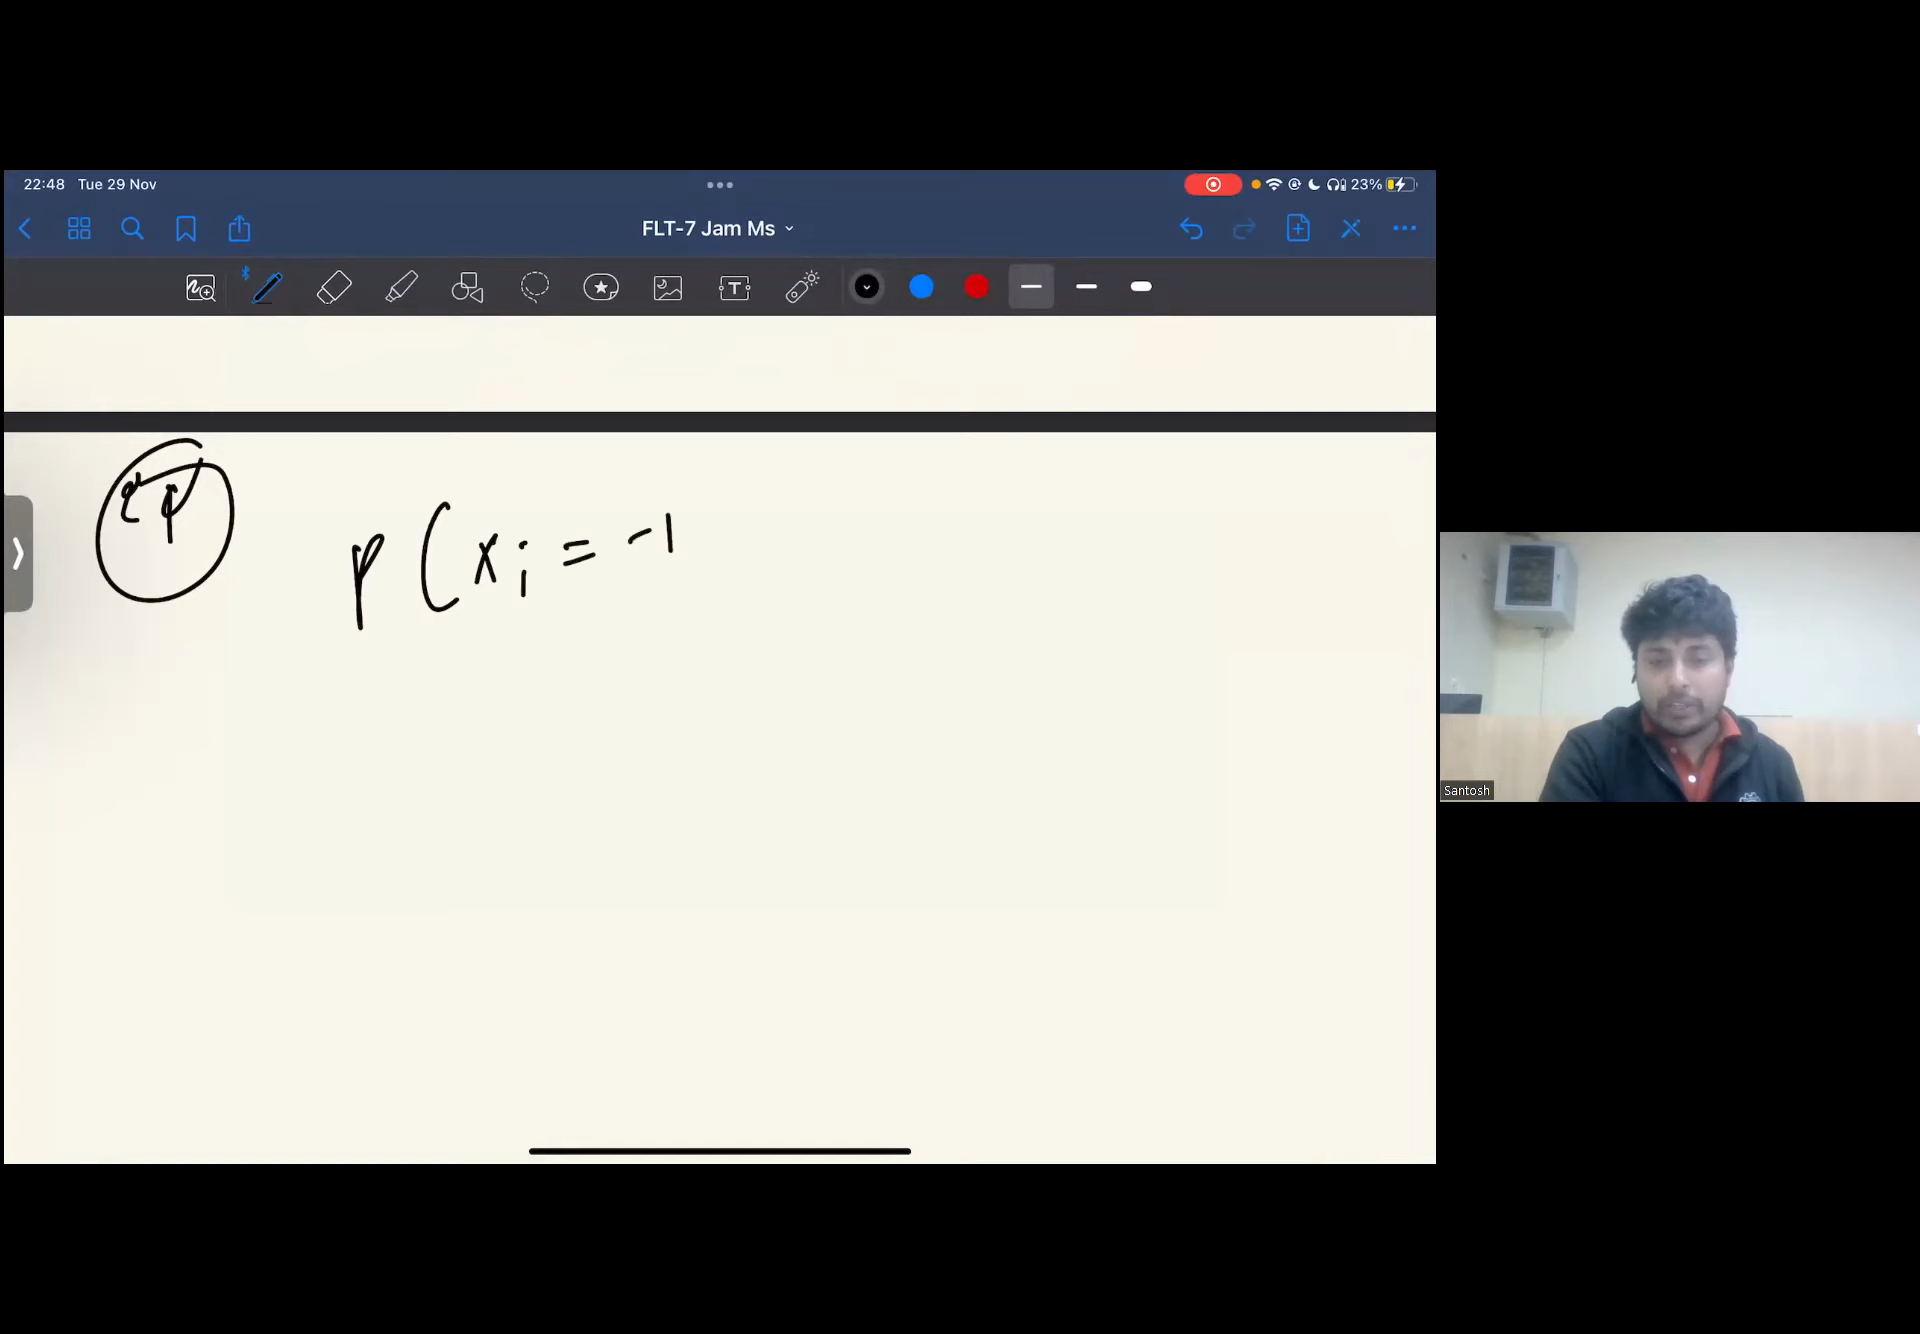 22:48 Tue 29 Nov
23%
FLT-7 Jam Ms
T
P(xi = -1
Santosh